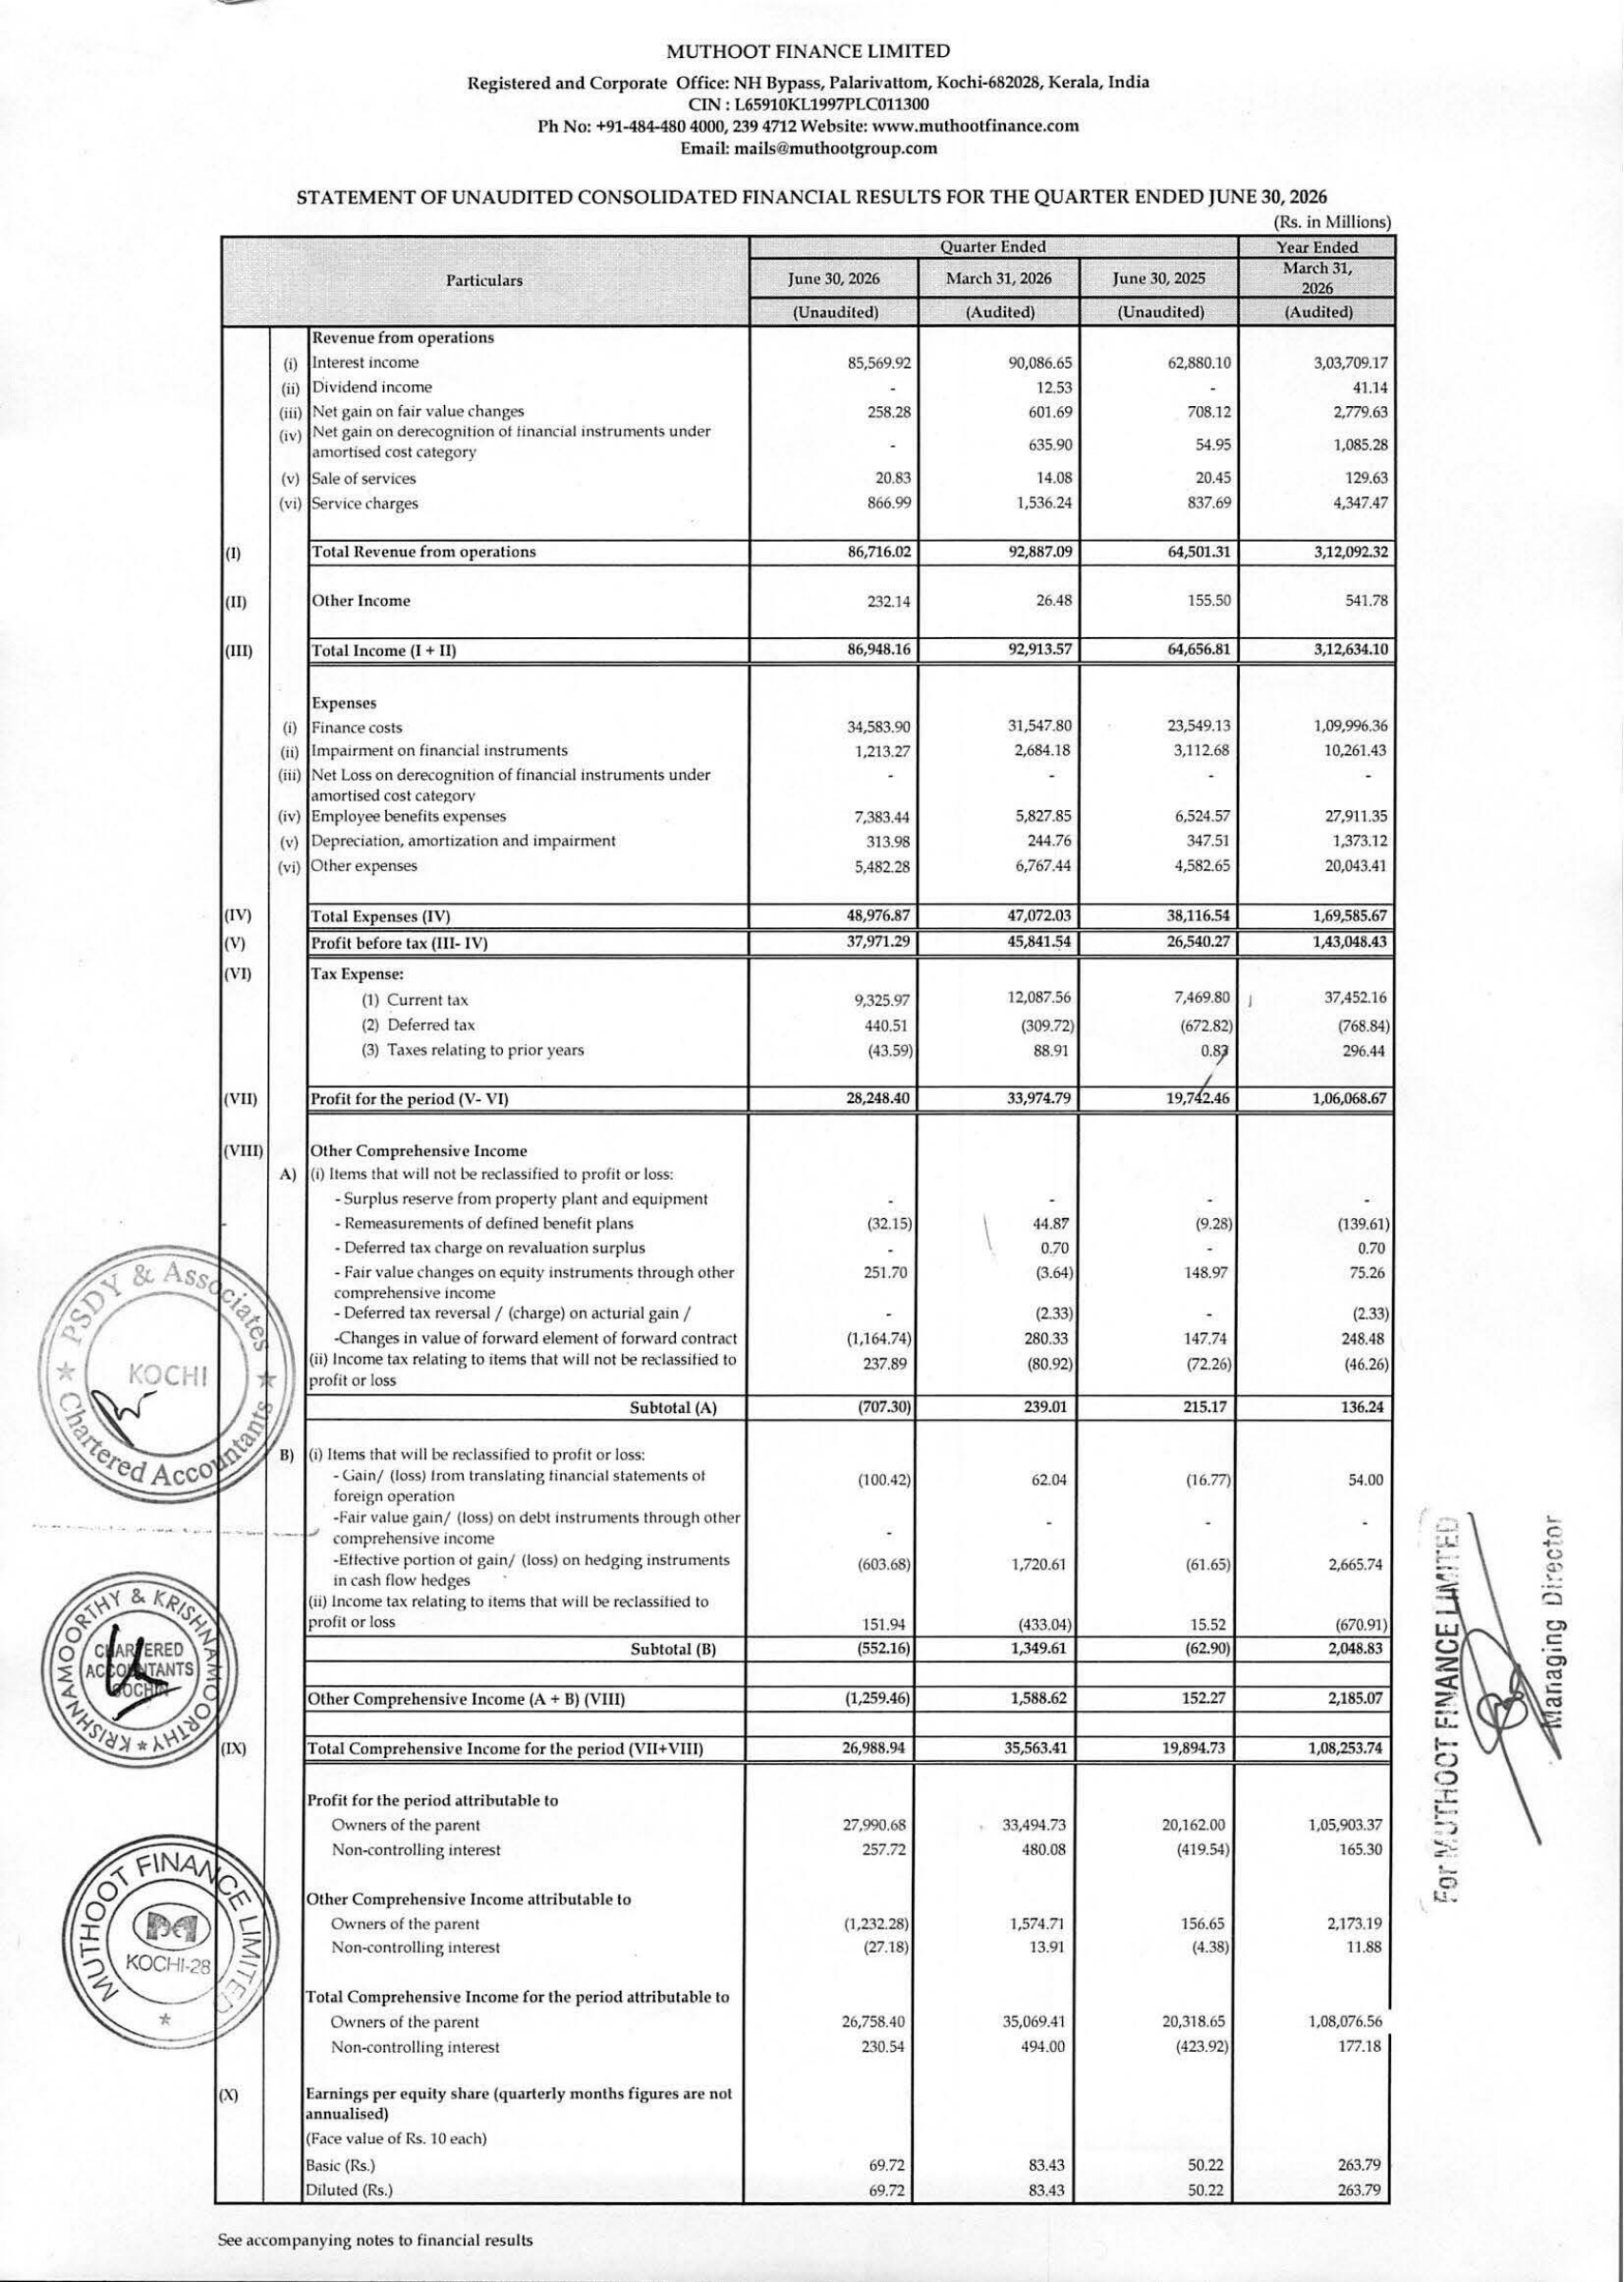 MUTHOOT FINANCE LIMITED
Registered and Corporate Office: NH Bypass, Palarivattom, Kochi-682028, Kerala, India
CIN : L65910KL1997PLC011300
Ph No: +91-484-480 4000, 239 4712 Website: www.muthootfinance.com
Email: mails@muthootgroup.com
STATEMENT OF UNAUDITED CONSOLIDATED FINANCIAL RESULTS FOR THE QUARTER ENDED JUNE 30, 2026
(Rs. in Millions)
Particulars Quarter Ended Year Ended
June 30, 2026 March 31, 2026 June 30, 2025 March 31, 2026
(Unaudited) (Audited) (Unaudited) (Audited)
Revenue from operations
(i) Interest income 85,569.92 90,086.65 62,880.10 3,03,709.17
(ii) Dividend income - 12.53 - 41.14
(iii) Net gain on fair value changes 258.28 601.69 708.12 2,779.63
(iv) Net gain on derecognition of financial instruments under
amortised cost category - 635.90 54.95 1,085.28
(v) Sale of services 20.83 14.08 20.45 129.63
(vi) Service charges 866.99 1,536.24 837.69 4,347.47
(I) Total Revenue from operations 86,716.02 92,887.09 64,501.31 3,12,092.32
(II) Other Income 232.14 26.48 155.50 541.78
(III) Total Income (I + II) 86,948.16 92,913.57 64,656.81 3,12,634.10
Expenses
(i) Finance costs 34,583.90 31,547.80 23,549.13 1,09,996.36
(ii) Impairment on financial instruments 1,213.27 2,684.18 3,112.68 10,261.43
(iii) Net Loss on derecognition of financial instruments under - - - -
amortised cost category
(iv) Employee benefits expenses 7,383.44 5,827.85 6,524.57 27,911.35
(v) Depreciation, amortization and impairment 313.98 244.76 347.51 1,373.12
(vi) Other expenses 5,482.28 6,767.44 4,582.65 20,043.41
(IV) Total Expenses (IV) 48,976.87 47,072.03 38,116.54 1,69,585.67
(V) Profit before tax (III- IV) 37,971.29 45,841.54 26,540.27 1,43,048.43
(VI) Tax Expense:
(1) Current tax 9,325.97 12,087.56 7,469.80 37,452.16
(2) Deferred tax 440.51 (309.72) (672.82) (768.84)
(3) Taxes relating to prior years (43.59) 88.91 0.83 296.44
(VII) Profit for the period (V- VI) 28,248.40 33,974.79 19,742.46 1,06,068.67
(VIII) Other Comprehensive Income
A) (i) Items that will not be reclassified to profit or loss:
- Surplus reserve from property plant and equipment - - - -
- Remeasurements of defined benefit plans (32.15) 44.87 (9.28) (139.61)
- Deferred tax charge on revaluation surplus - 0.70 - 0.70
- Fair value changes on equity instruments through other 251.70 (3.64) 148.97 75.26
comprehensive income
- Deferred tax reversal / (charge) on acturial gain / - (2.33) - (2.33)
-Changes in value of forward element of forward contract (1,164.74) 280.33 147.74 248.48
(ii) Income tax relating to items that will not be reclassified to 237.89 (80.92) (72.26) (46.26)
profit or loss
Subtotal (A) (707.30) 239.01 215.17 136.24
B) (i) Items that will be reclassified to profit or loss:
- Gain/ (loss) from translating financial statements of (100.42) 62.04 (16.77) 54.00
foreign operation
-Fair value gain/ (loss) on debt instruments through other - - - -
comprehensive income
-Effective portion of gain/ (loss) on hedging instruments (603.68) 1,720.61 (61.65) 2,665.74
in cash flow hedges
(ii) Income tax relating to items that will be reclassified to
profit or loss 151.94 (433.04) 15.52 (670.91)
Subtotal (B) (552.16) 1,349.61 (62.90) 2,048.83
Other Comprehensive Income (A + B) (VIII) (1,259.46) 1,588.62 152.27 2,185.07
(IX) Total Comprehensive Income for the period (VII+VIII) 26,988.94 35,563.41 19,894.73 1,08,253.74
Profit for the period attributable to
Owners of the parent 27,990.68 33,494.73 20,162.00 1,05,903.37
Non-controlling interest 257.72 480.08 (419.54) 165.30
Other Comprehensive Income attributable to
Owners of the parent (1,232.28) 1,574.71 156.65 2,173.19
Non-controlling interest (27.18) 13.91 (4.38) 11.88
Total Comprehensive Income for the period attributable to
Owners of the parent 26,758.40 35,069.41 20,318.65 1,08,076.56
Non-controlling interest 230.54 494.00 (423.92) 177.18
(X) Earnings per equity share (quarterly months figures are not
annualised)
(Face value of Rs. 10 each)
Basic (Rs.) 69.72 83.43 50.22 263.79
Diluted (Rs.) 69.72 83.43 50.22 263.79
See accompanying notes to financial results
PSDY & Associates
KOCHI
Chartered Accountants
KRISHNAMOORTHY & KRISHNAMOORTHY
CHARTERED
ACCOUNTANTS
COCHIN
MUTHOOT FINANCE LIMITED
KOCHI-28
For MUTHOOT FINANCE LIMITED
Managing Director